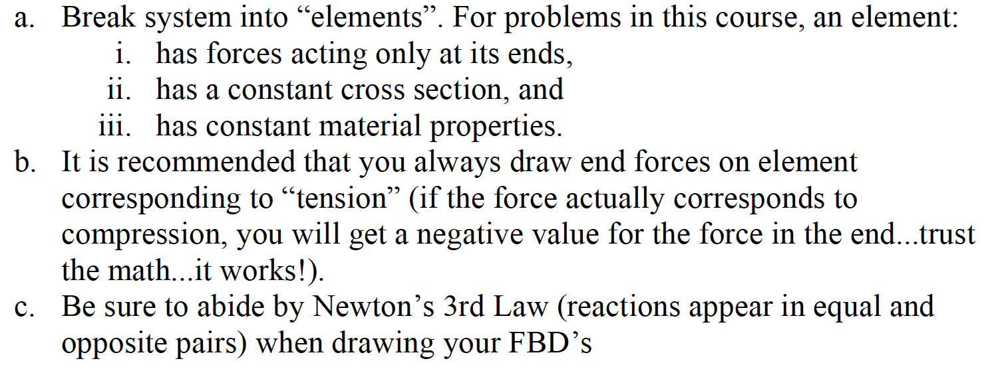 a. Break system into “elements”. For problems in this course, an element:
i. has forces acting only at its ends,
ii. has a constant cross section, and
iii. has constant material properties.
b. It is recommended that you always draw end forces on element
corresponding to “tension” (if the force actually corresponds to
compression, you will get a negative value for the force in the end...trust
the math...it works!).
c. Be sure to abide by Newton’s 3rd Law (reactions appear in equal and
opposite pairs) when drawing your FBD’s